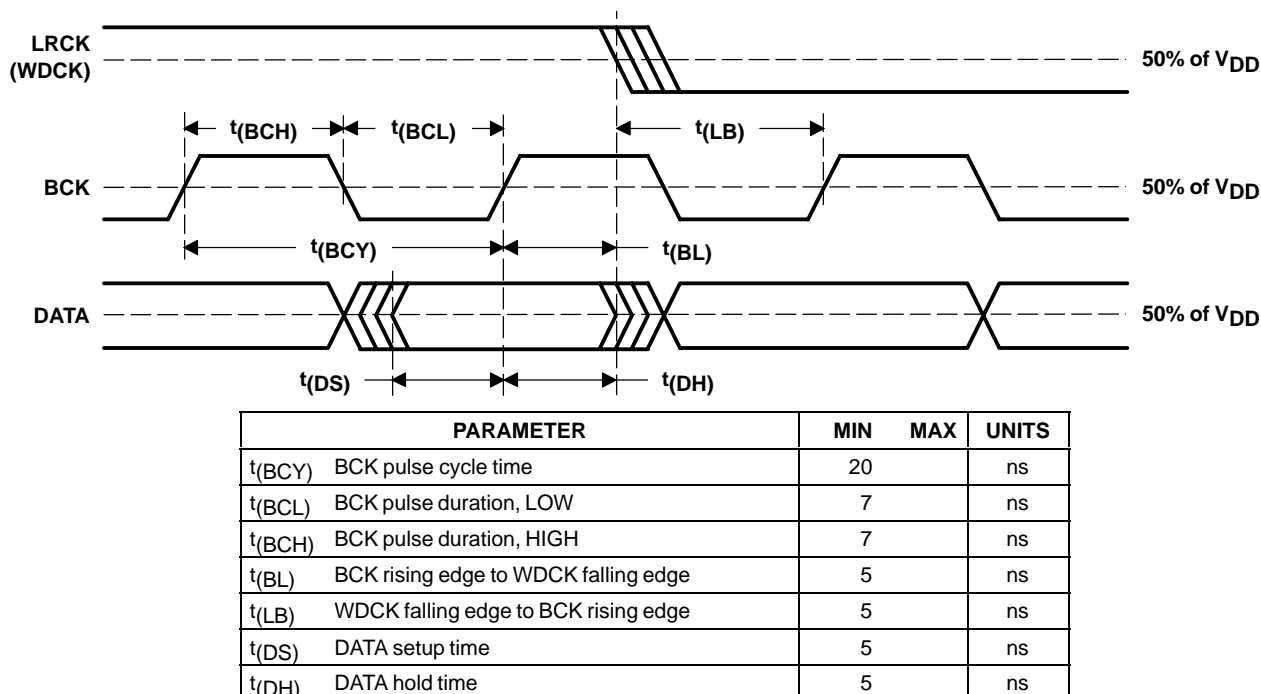 LRCK
(WDCK)
50% of VDD
t(BCH) t(BCL) t(LB)
BCK
50% of VDD
t(BCY) t(BL)
DATA
50% of VDD
t(DS) t(DH)
PARAMETER MIN MAX UNITS
t(BCY) BCK pulse cycle time 20 ns
t(BCL) BCK pulse duration, LOW 7 ns
t(BCH) BCK pulse duration, HIGH 7 ns
t(BL) BCK rising edge to WDCK falling edge 5 ns
t(LB) WDCK falling edge to BCK rising edge 5 ns
t(DS) DATA setup time 5 ns
t(DH) DATA hold time 5 ns